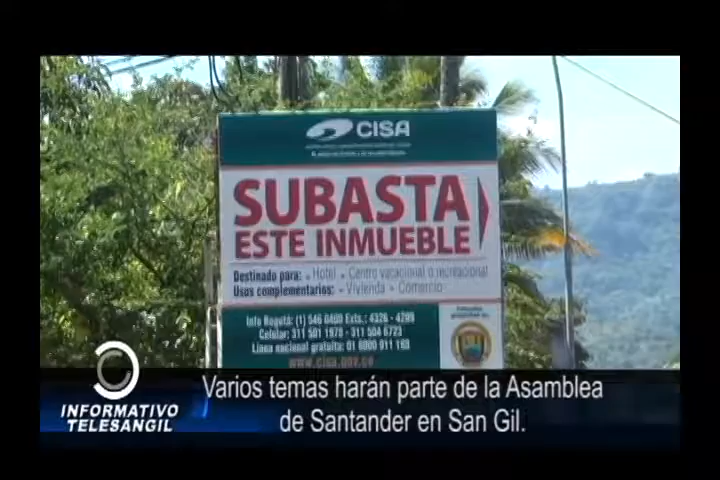 CISA
SUBASTA
ESTE INMUEBLE
Destinado para: • Hotel • Centro vacacional o recreacional
Usos complementarios: • Vivienda • Comercio
Info Bogotá: (1) 546 0400 Exts.: 4326 - 4299
Celular: 311 501 1978 - 311 504 6723
Línea nacional gratuita: 01 8000 911 188
www.cisa.gov.co
INFORMATIVO
TELESANGIL
Varios temas harán parte de la Asamblea
de Santander en San Gil.